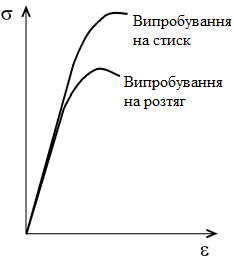 σ
Випробування
на стиск
Випробування
на розтяг
ε